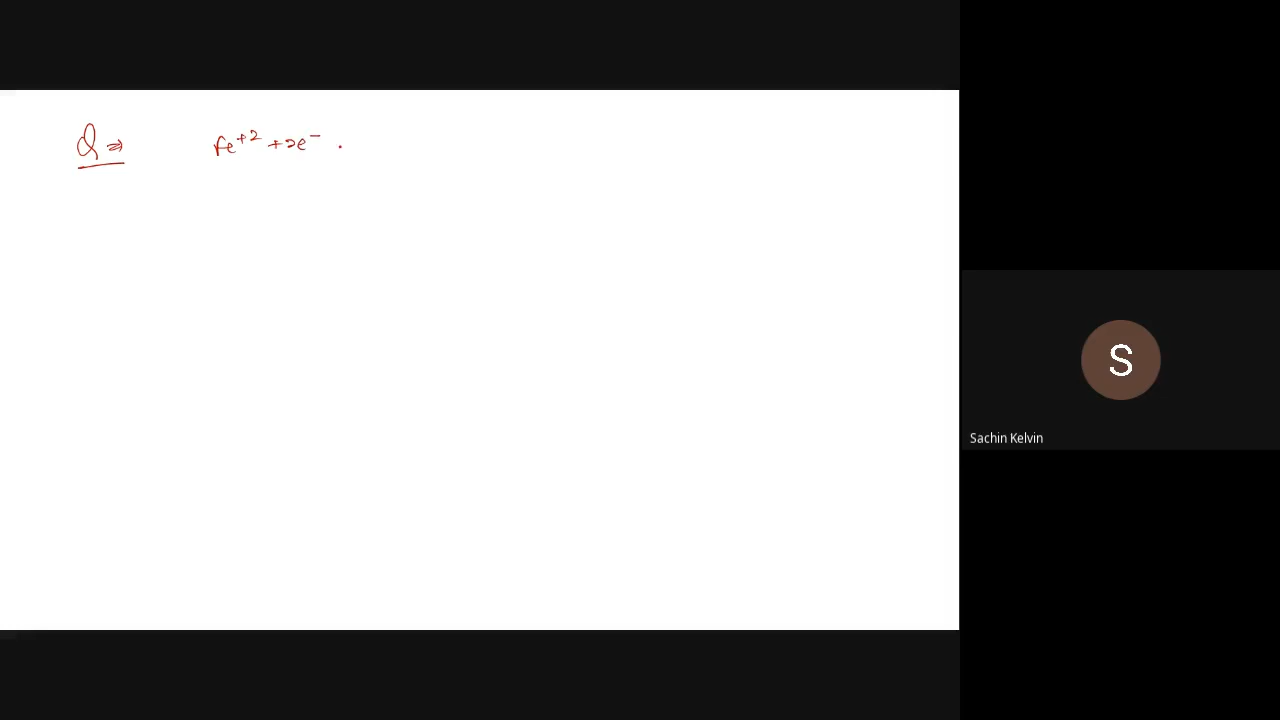 Q ⇒ Fe⁺² + 2e⁻ .
S
Sachin Kelvin